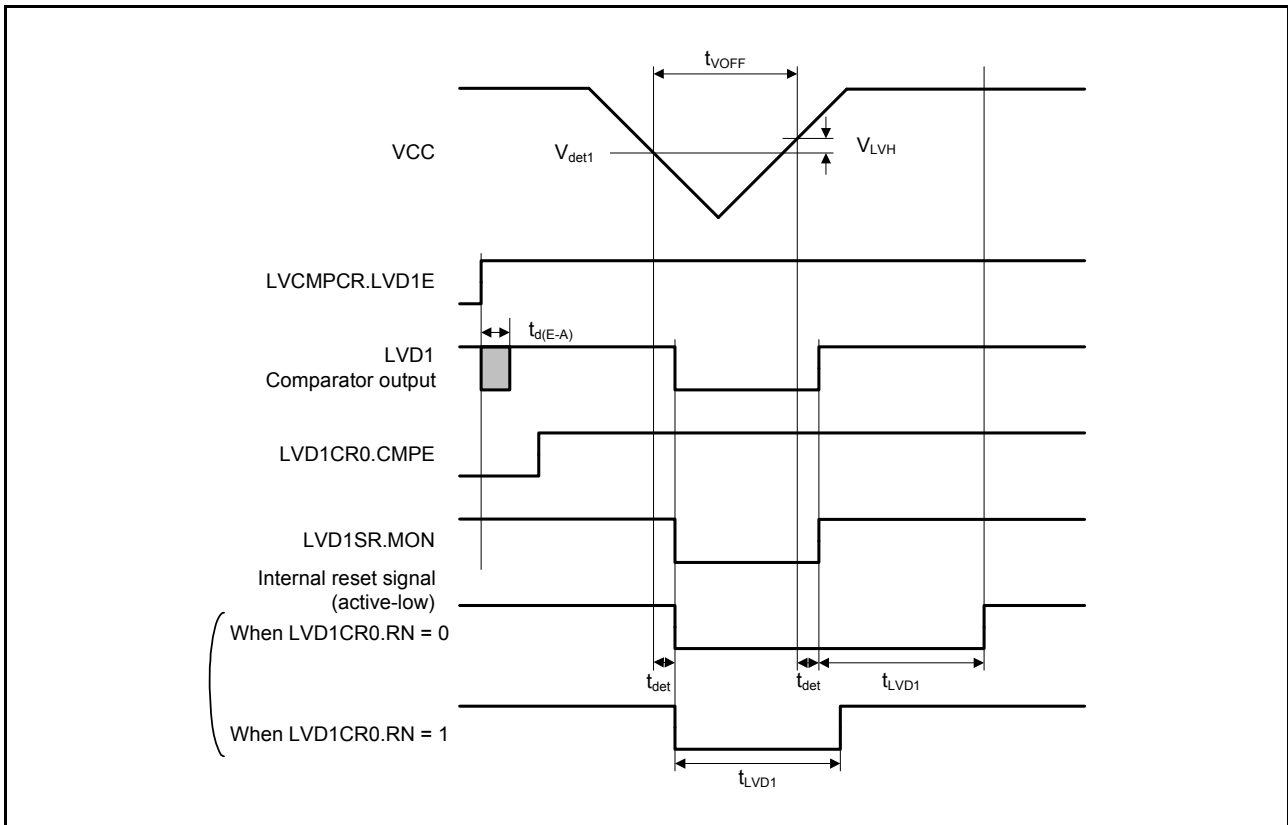 tVOFF
VCC
Vdet1
VLVH
LVCMPCR.LVD1E
td(E-A)
LVD1
Comparator output
LVD1CR0.CMPE
LVD1SR.MON
Internal reset signal
(active-low)
When LVD1CR0.RN = 0
tdet
tdet
tLVD1
When LVD1CR0.RN = 1
tLVD1